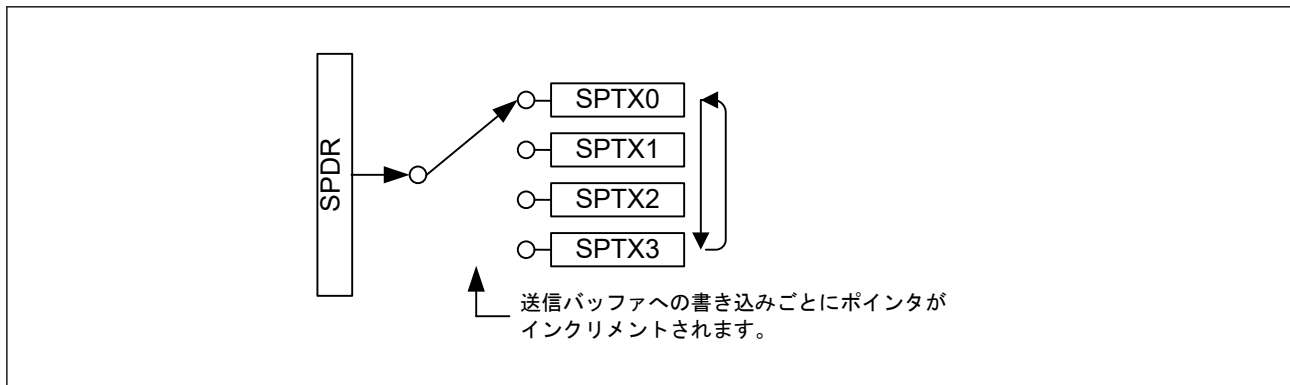 SPDR
SPTX0
SPTX1
SPTX2
SPTX3
送信バッファへの書き込みごとにポインタが
インクリメントされます。